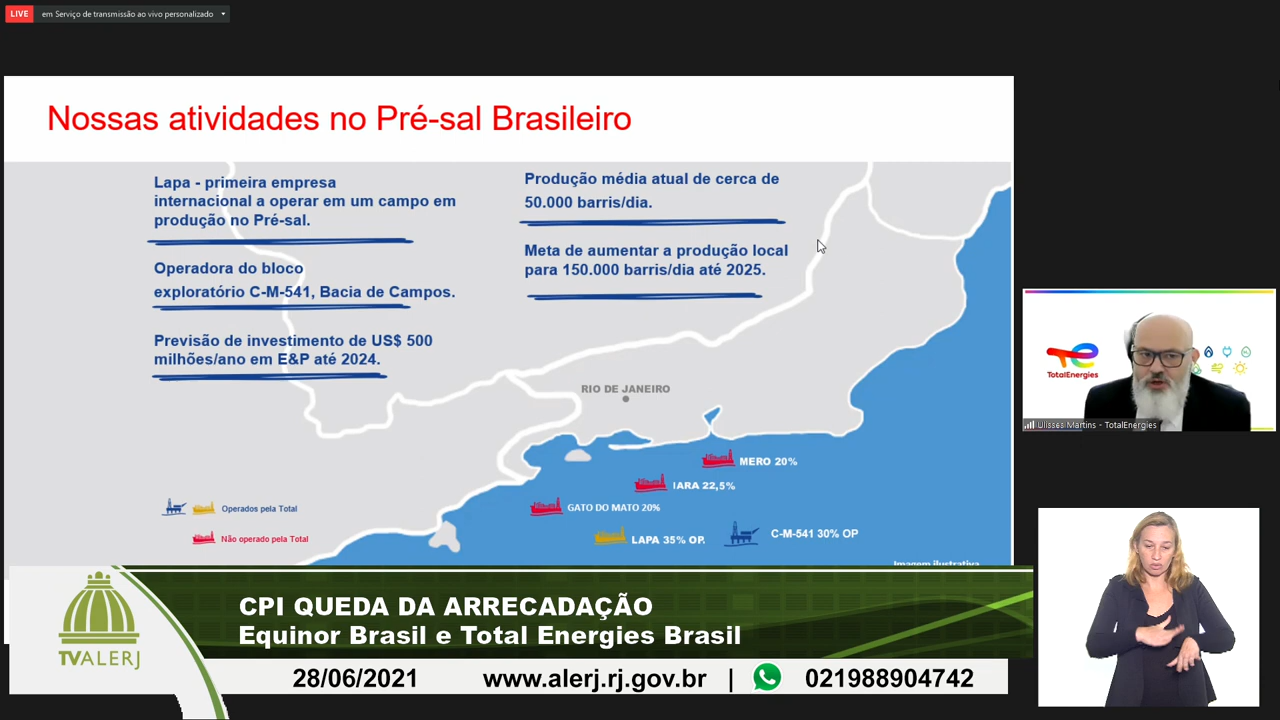 LIVE
em Serviço de transmissão ao vivo personalizado
Nossas atividades no Pré-sal Brasileiro
Lapa - primeira empresa
internacional a operar em um campo em
produção no Pré-sal.
Operadora do bloco
exploratório C-M-541, Bacia de Campos.
Previsão de investimento de US$ 500
milhões/ano em E&P até 2024.
Produção média atual de cerca de
50.000 barris/dia.
Meta de aumentar a produção local
para 150.000 barris/dia até 2025.
RIO DE JANEIRO
MERO 20%
IARA 22,5%
GATO DO MATO 20%
LAPA 35% OP.
C-M-541 30% OP
Operados pela Total
Não operado pela Total
Imagem ilustrativa
TotalEnergies
Ulisses Martins - TotalEnergies
TVALERJ
CPI QUEDA DA ARRECADAÇÃO
Equinor Brasil e Total Energies Brasil
28/06/2021 www.alerj.rj.gov.br | 021988904742